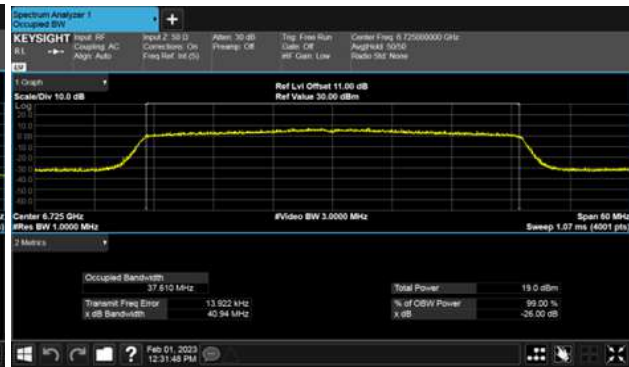 Spectrum Analyzer 1
Occupied BW
KEYSIGHT
Input: RF
Coupling: AC
Align: Auto
Input Z: 50 Ω
Corrections: On
Freq Ref: Int (S)
Atten: 30 dB
Preamp: Off
Trig: Free Run
Gate: Off
#IF Gain: Low
Center Freq: 6.725000000 GHz
Avg|Hold: 50/50
Radio Std: None
1 Graph
Scale/Div 10.0 dB
Ref Lvl Offset 11.00 dB
Ref Value 30.00 dBm
Log
20.0
10.0
0.00
-10.0
-20.0
-30.0
-40.0
-50.0
-60.0
Center 6.725 GHz
#Video BW 3.0000 MHz
Span 60 MHz
#Res BW 1.0000 MHz
Sweep 1.07 ms (4001 pts)
2 Metrics
Occupied Bandwidth
37.610 MHz
Total Power
19.0 dBm
Transmit Freq Error
13.922 kHz
% of OBW Power
99.00 %
x dB Bandwidth
40.94 MHz
x dB
-26.00 dB
?
Feb 01, 2023
12:31:48 PM